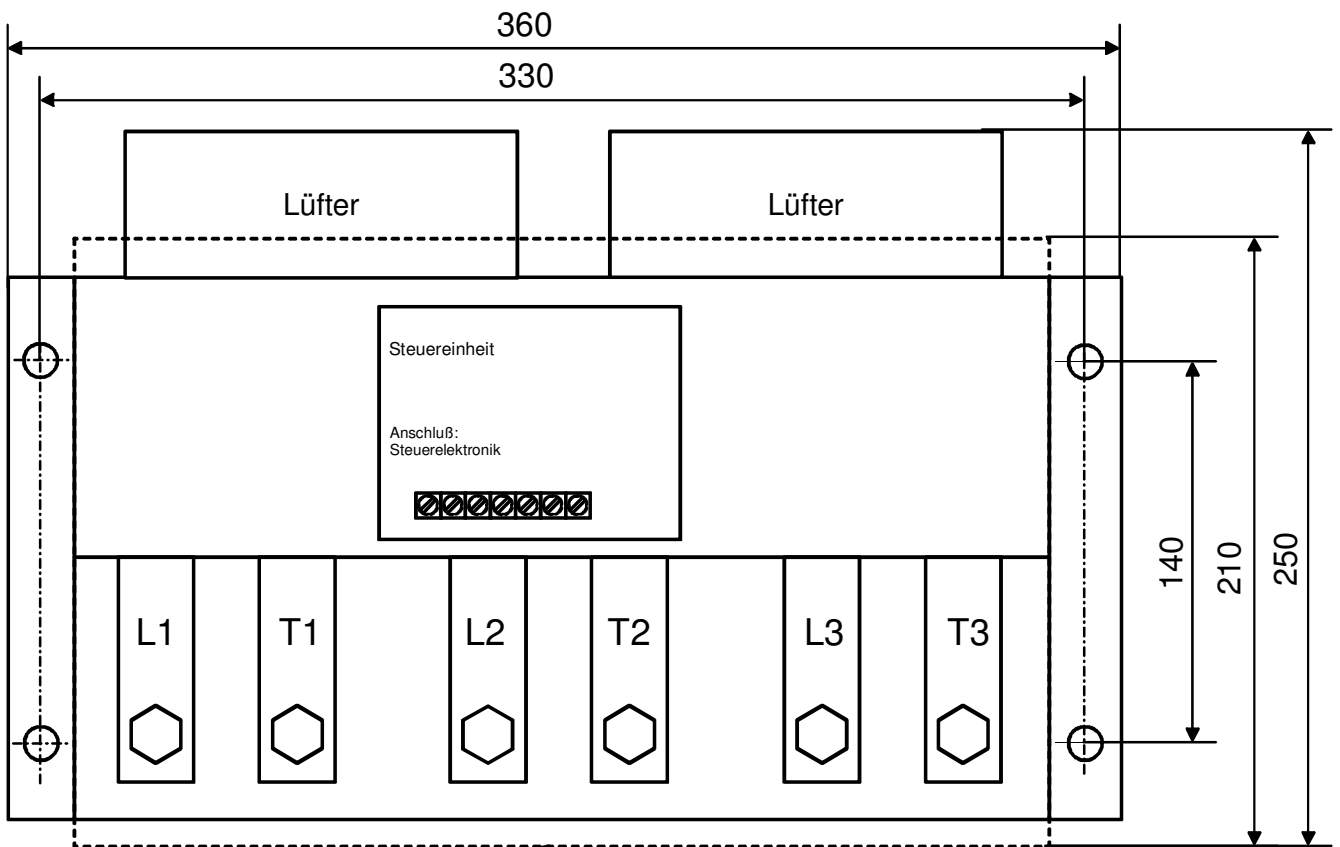 360
330
Lüfter
Lüfter
Steuereinheit
Anschluß:
Steuerelektronik
140
210
250
L1
T1
L2
T2
L3
T3